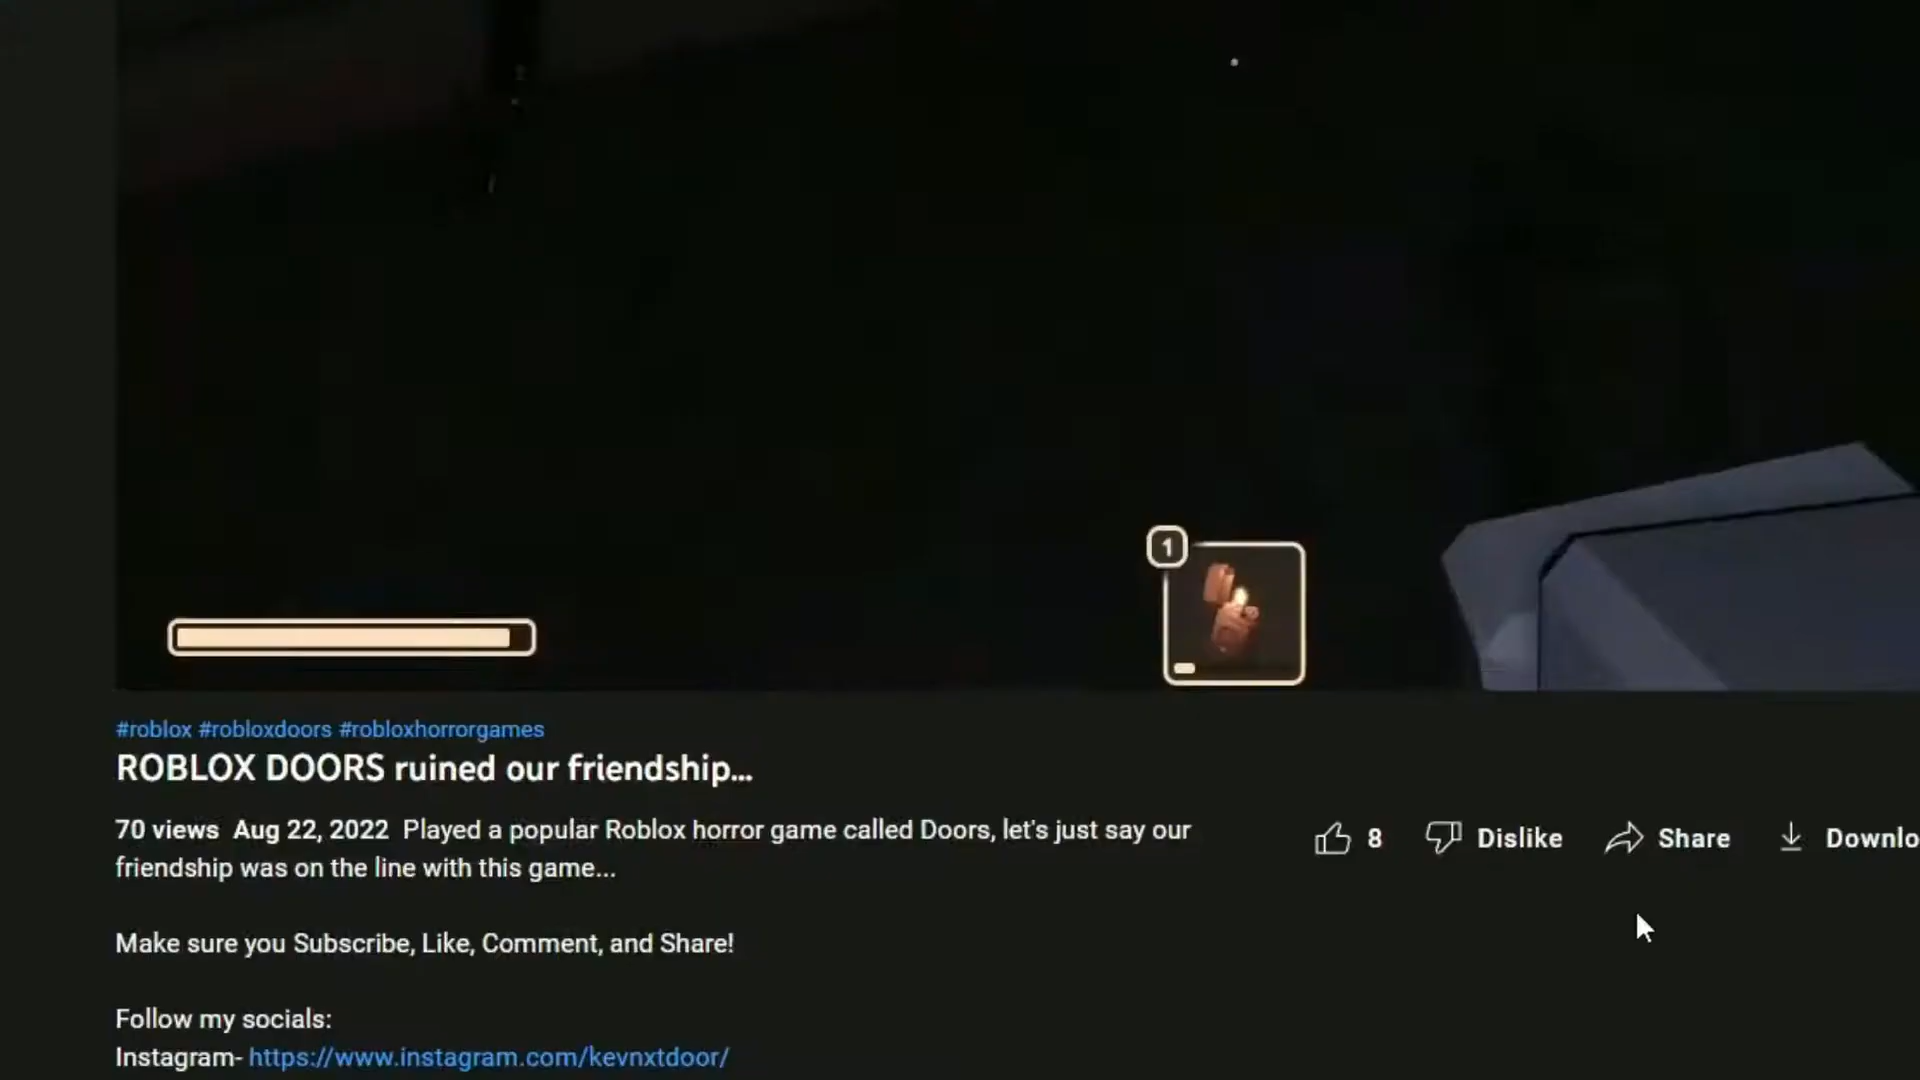 1
#roblox #robloxdoors #robloxhorrorgames
ROBLOX DOORS ruined our friendship...
70 views Aug 22, 2022 Played a popular Roblox horror game called Doors, let's just say our
friendship was on the line with this game...
8 Dislike Share Downlo
Make sure you Subscribe, Like, Comment, and Share!
Follow my socials:
Instagram- https://www.instagram.com/kevnxtdoor/